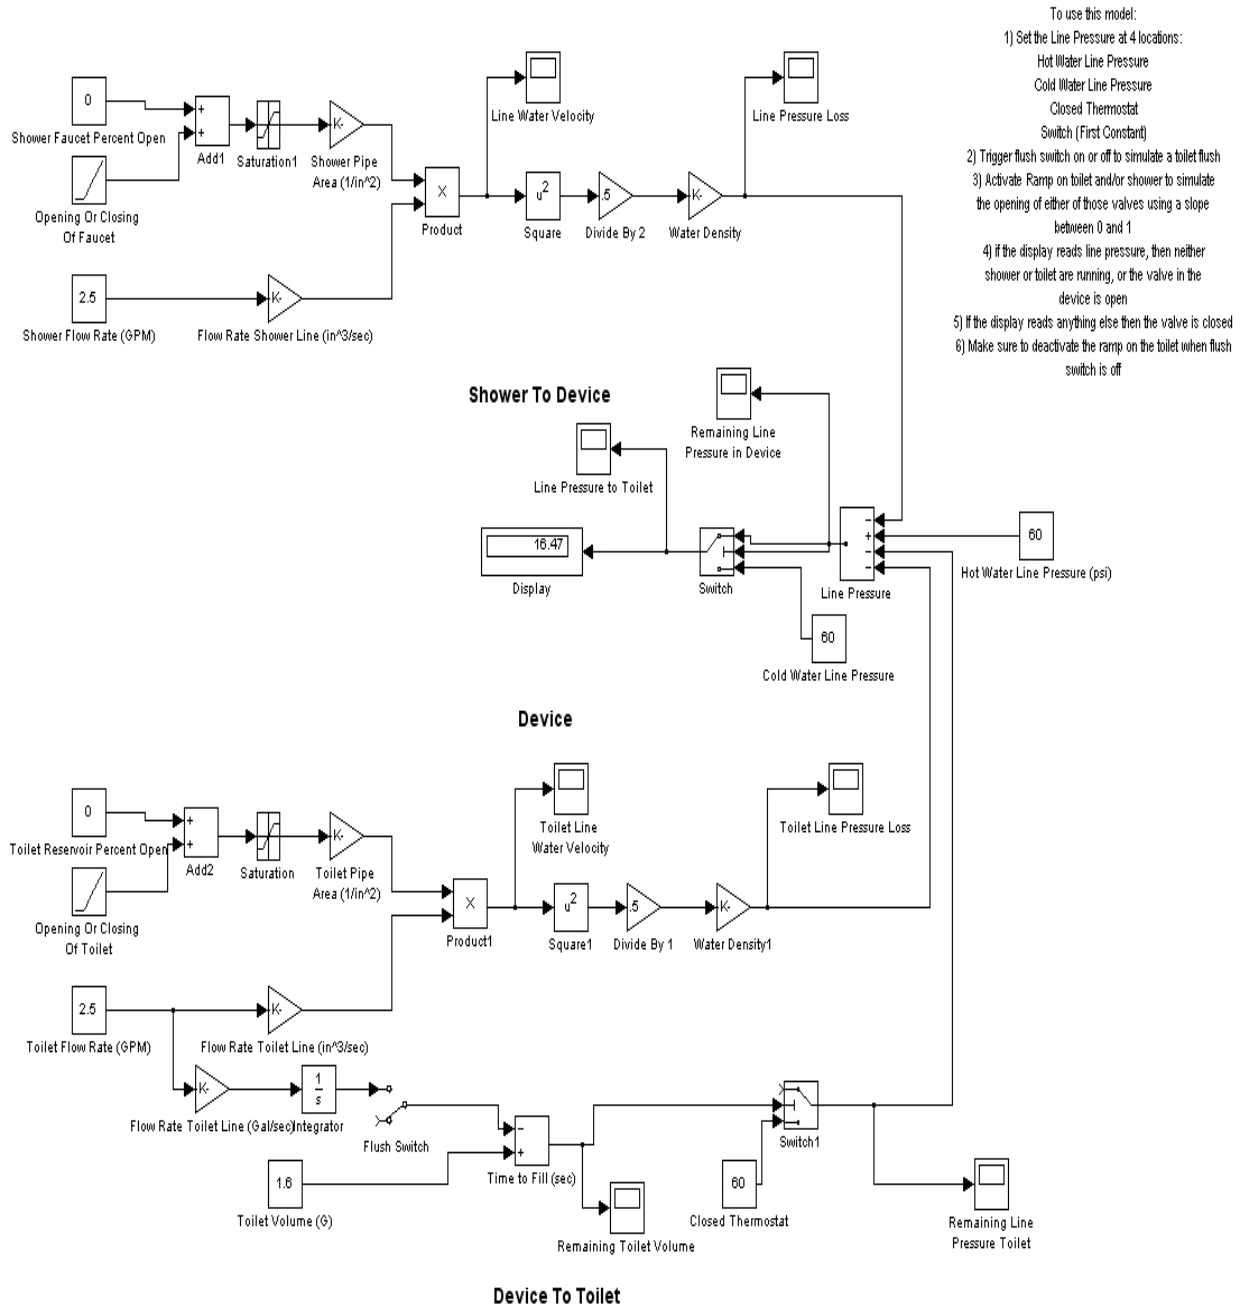 To use this model:
1) Set the Line Pressure at 4 locations:
Hot Water Line Pressure
Cold Water Line Pressure
Closed Thermostat
Switch (First Constant)
2) Trigger flush switch on or off to simulate a toilet flush
3) Activate Ramp on toilet and/or shower to simulate
the opening of either of those valves using a slope
between 0 and 1
4) if the display reads line pressure, then neither
shower or toilet are running, or the valve in the
device is open
5) If the display reads anything else then the valve is closed
6) Make sure to deactivate the ramp on the toilet when flush
switch is off
0
Shower Faucet Percent Open
Opening Or Closing
Of Faucet
+
+
Add1
Saturation1
K-
Shower Pipe
Area (1/in^2)
2.5
Shower Flow Rate (GPM)
K-
Flow Rate Shower Line (in^3/sec)
X
Product
Line Water Velocity
u2
Square
.5
Divide By 2
K-
Water Density
Line Pressure Loss
Shower To Device
Remaining Line
Pressure in Device
Line Pressure to Toilet
16.47
Display
Switch
−
+
−
−
Line Pressure
60
Hot Water Line Pressure (psi)
60
Cold Water Line Pressure
Device
0
Toilet Reservoir Percent Open
Opening Or Closing
Of Toilet
+
+
Add2
Saturation
K-
Toilet Pipe
Area (1/in^2)
X
Product1
Toilet Line
Water Velocity
u2
Square1
.5
Divide By 1
K-
Water Density1
Toilet Line Pressure Loss
2.5
Toilet Flow Rate (GPM)
K-
Flow Rate Toilet Line (in^3/sec)
K-
Flow Rate Toilet Line (Gal/sec)
1
s
Integrator
Flush Switch
1.6
Toilet Volume (G)
−
+
Time to Fill (sec)
Remaining Toilet Volume
60
Closed Thermostat
Switch1
Remaining Line
Pressure Toilet
Device To Toilet